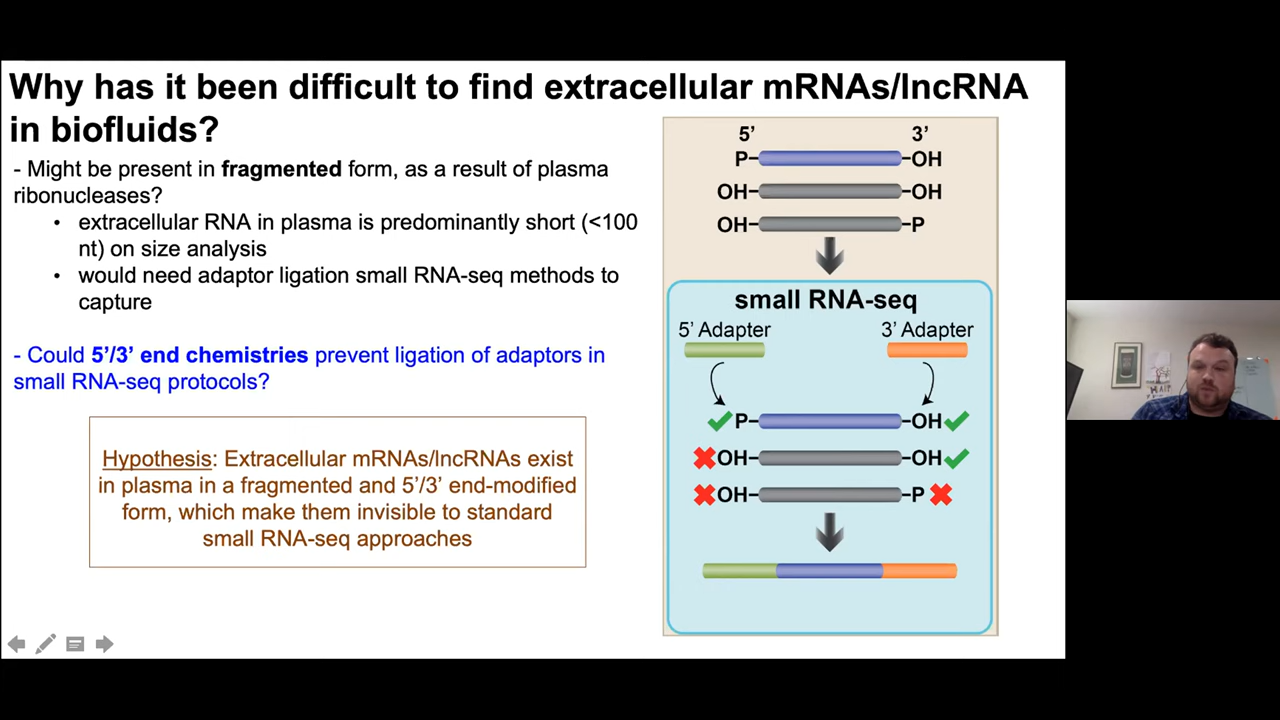 Why has it been difficult to find extracellular mRNAs/lncRNA
in biofluids?
- Might be present in fragmented form, as a result of plasma
ribonucleases?
• extracellular RNA in plasma is predominantly short (<100
nt) on size analysis
• would need adaptor ligation small RNA-seq methods to
capture
- Could 5’/3’ end chemistries prevent ligation of adaptors in
small RNA-seq protocols?
Hypothesis: Extracellular mRNAs/lncRNAs exist
in plasma in a fragmented and 5’/3’ end-modified
form, which make them invisible to standard
small RNA-seq approaches
5’ 3’
P OH
OH OH
OH P
small RNA-seq
5’ Adapter 3’ Adapter
P OH
OH OH
OH P